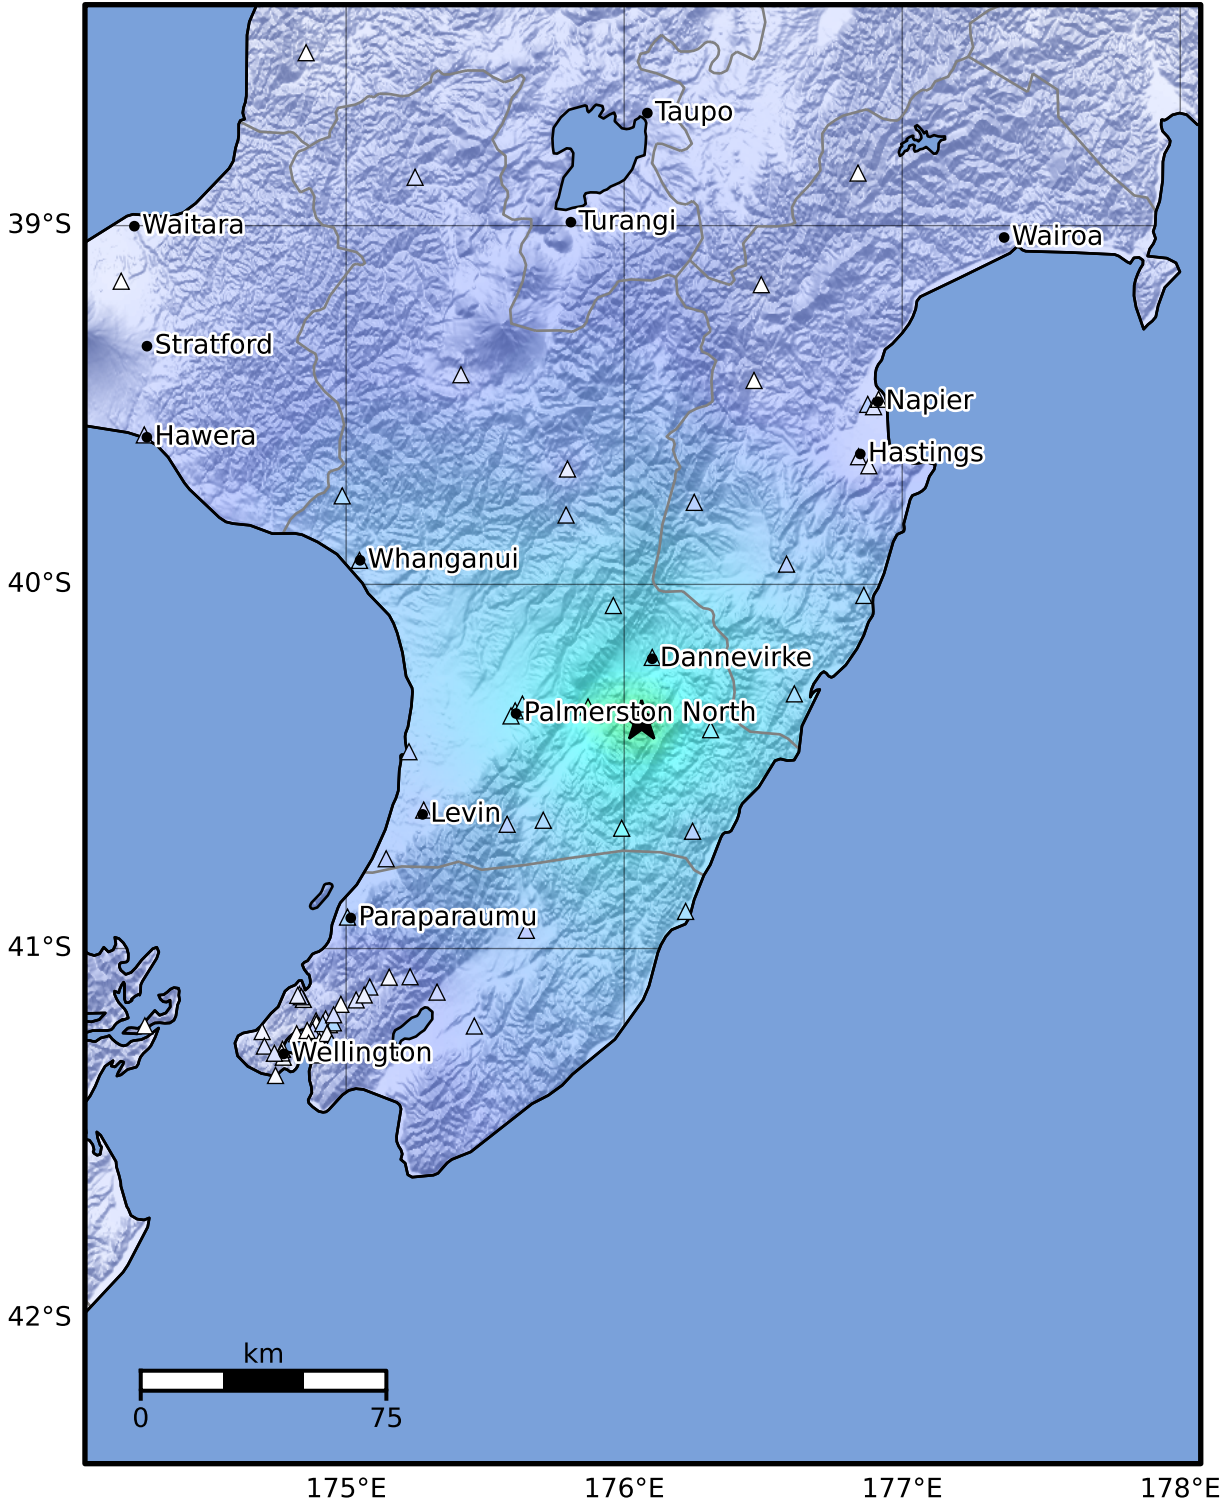 Taupo
Waitara
Turangi
Wairoa
39°S
Stratford
Napier
Hawera
Hastings
Whanganui
40°S
Dannevirke
Palmerston North
Levin
Paraparaumu
41°S
Wellington
42°S
km
0 75
175°E 176°E 177°E 178°E